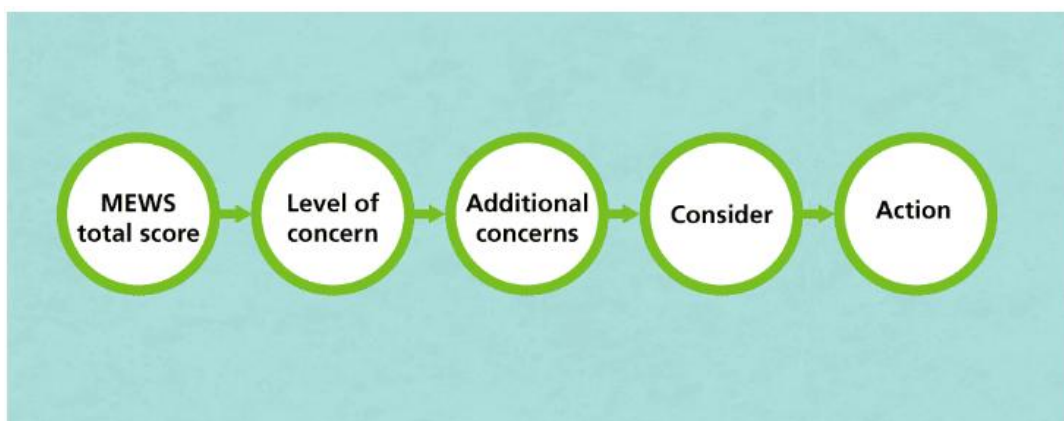 MEWS
total score
Level of
concern
Additional
concerns
Consider
Action